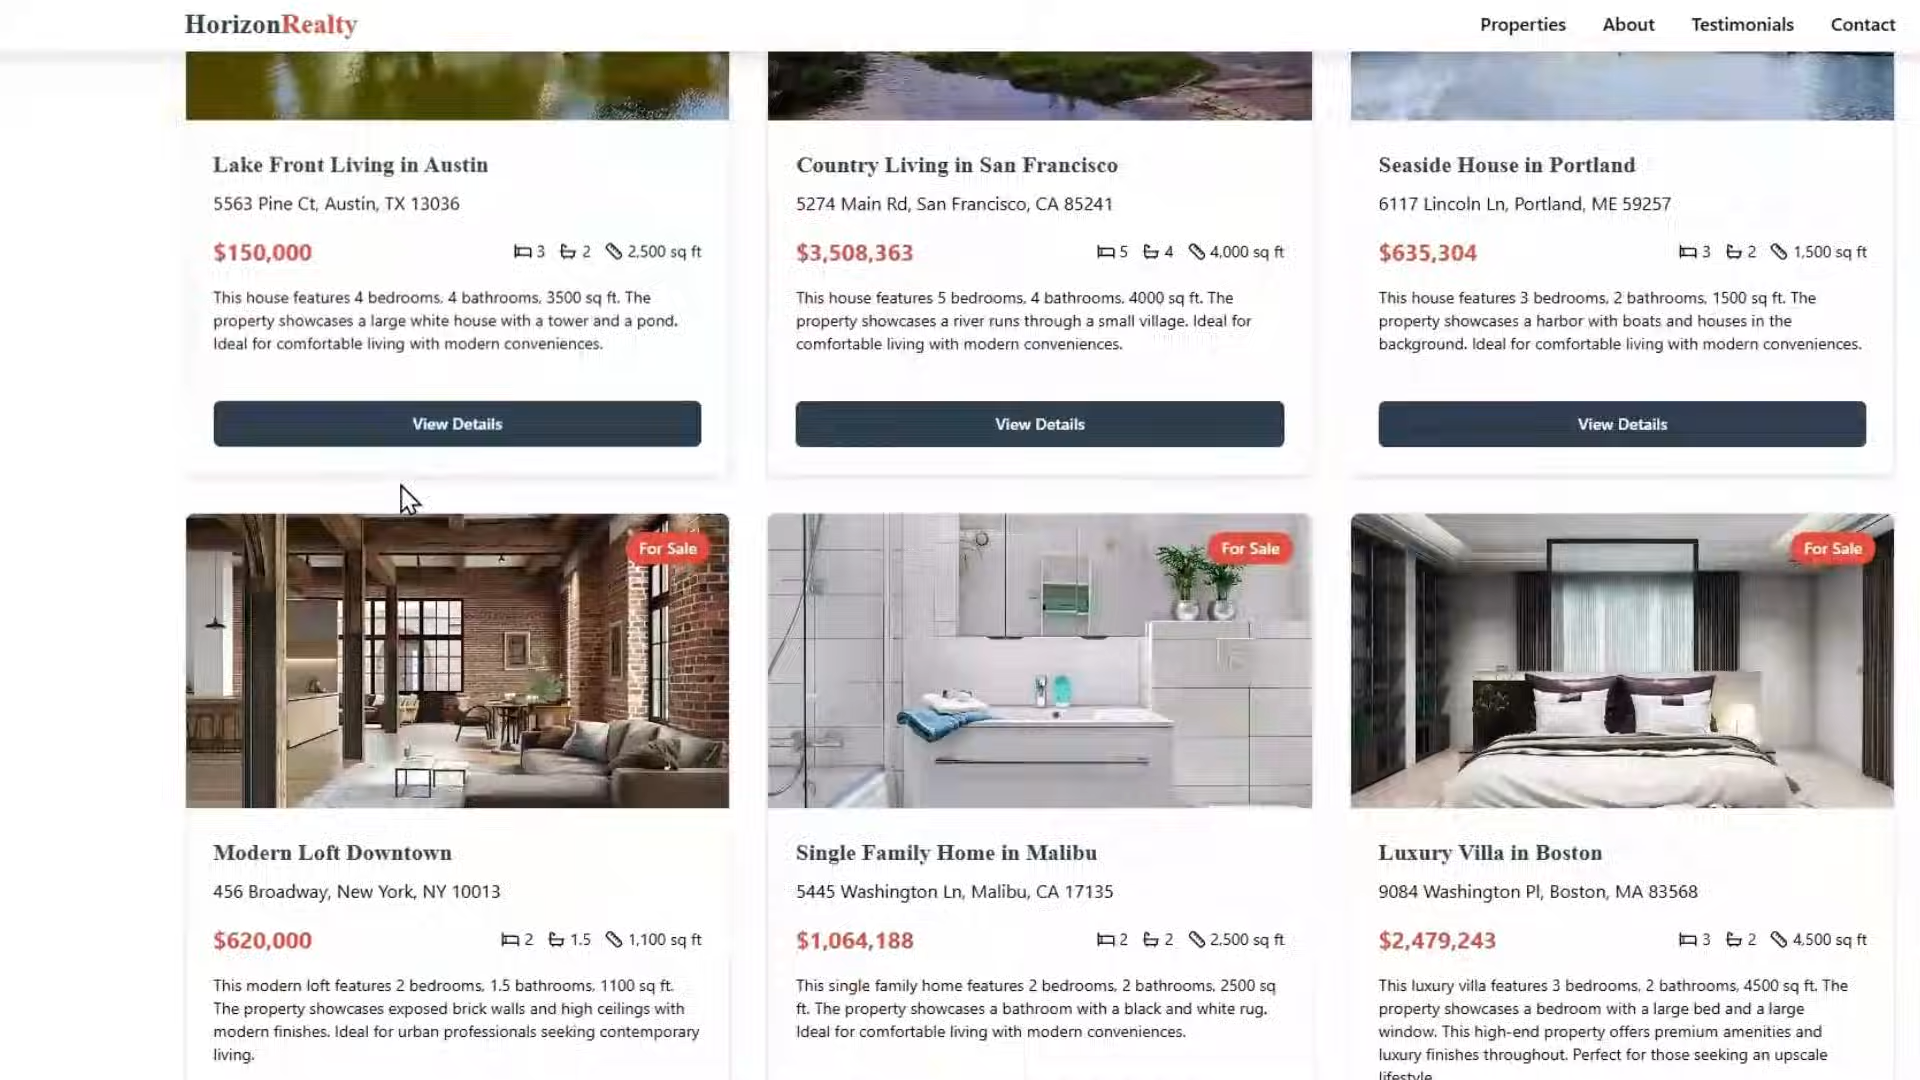 HorizonRealty
Properties About Testimonials Contact
Lake Front Living in Austin
5563 Pine Ct, Austin, TX 13036
$150,000 3 2 2,500 sq ft
This house features 4 bedrooms, 4 bathrooms, 3500 sq ft. The
property showcases a large white house with a tower and a pond.
Ideal for comfortable living with modern conveniences.
View Details
Country Living in San Francisco
5274 Main Rd, San Francisco, CA 85241
$3,508,363 5 4 4,000 sq ft
This house features 5 bedrooms, 4 bathrooms, 4000 sq ft. The
property showcases a river runs through a small village. Ideal for
comfortable living with modern conveniences.
View Details
Seaside House in Portland
6117 Lincoln Ln, Portland, ME 59257
$635,304 3 2 1,500 sq ft
This house features 3 bedrooms, 2 bathrooms, 1500 sq ft. The
property showcases a harbor with boats and houses in the
background. Ideal for comfortable living with modern conveniences.
View Details
For Sale
Modern Loft Downtown
456 Broadway, New York, NY 10013
$620,000 2 1.5 1,100 sq ft
This modern loft features 2 bedrooms, 1.5 bathrooms, 1100 sq ft.
The property showcases exposed brick walls and high ceilings with
modern finishes. Ideal for urban professionals seeking contemporary
living.
For Sale
Single Family Home in Malibu
5445 Washington Ln, Malibu, CA 17135
$1,064,188 2 2 2,500 sq ft
This single family home features 2 bedrooms, 2 bathrooms, 2500 sq
ft. The property showcases a bathroom with a black and white rug.
Ideal for comfortable living with modern conveniences.
For Sale
Luxury Villa in Boston
9084 Washington Pl, Boston, MA 83568
$2,479,243 3 2 4,500 sq ft
This luxury villa features 3 bedrooms, 2 bathrooms, 4500 sq ft. The
property showcases a bedroom with a large bed and a large
window. This high-end property offers premium amenities and
luxury finishes throughout. Perfect for those seeking an upscale
lifestyle.